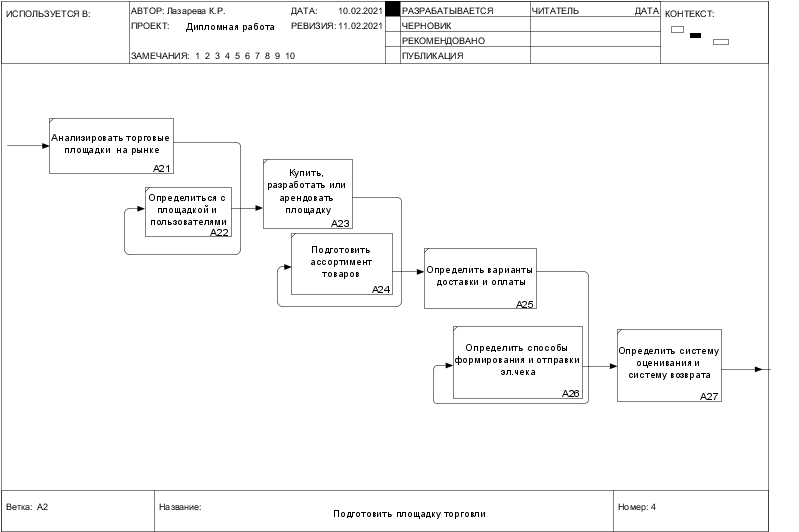 ИСПОЛЬЗУЕТСЯ В:
АВТОР: Лазарева К.Р. ДАТА: 10.02.2021
РАЗРАБАТЫВАЕТСЯ
ЧИТАТЕЛЬ ДАТА
КОНТЕКСТ:
ПРОЕКТ: Дипломная работа РЕВИЗИЯ: 11.02.2021
ЧЕРНОВИК
РЕКОМЕНДОВАНО
ЗАМЕЧАНИЯ: 1 2 3 4 5 6 7 8 9 10
ПУБЛИКАЦИЯ
Анализировать торговые
площадки на рынке
A21
Определиться с
площадкой и
пользователями
A22
Купить,
разработать или
арендовать
площадку
A23
Подготовить
ассортимент
товаров
A24
Определить варианты
доставки и оплаты
A25
Определить способы
формирования и отправки
эл.чека
A26
Определить систему
оценивания и
систему возврата
A27
Ветка: A2
Название:
Подготовить площадку торговли
Номер: 4